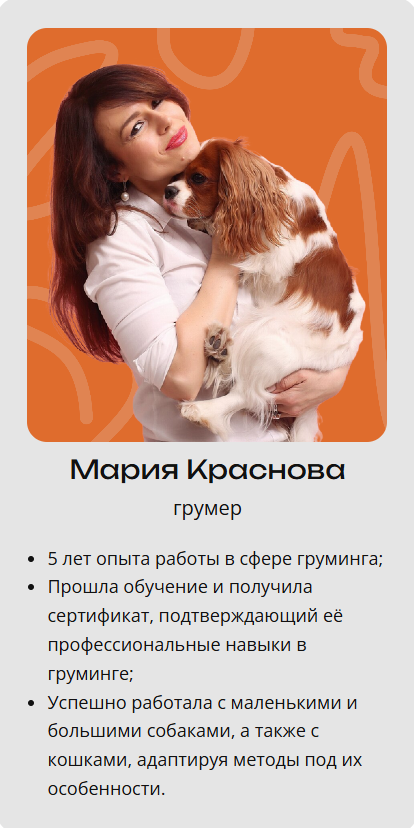 Мария Краснова
грумер
• 5 лет опыта работы в сфере груминга;
• Прошла обучение и получила
сертификат, подтверждающий её
профессиональные навыки в
груминге;
• Успешно работала с маленькими и
большими собаками, а также с
кошками, адаптируя методы под их
особенности.